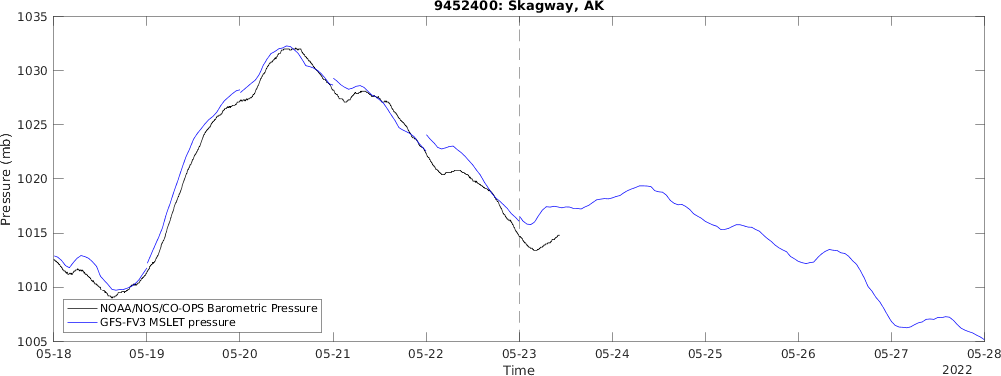 9452400: Skagway, AK
Pressure (mb)
1035
1030
1025
1020
1015
1010
1005
NOAA/NOS/CO-OPS Barometric Pressure
GFS-FV3 MSLET pressure
05-18 05-19 05-20 05-21 05-22 05-23 05-24 05-25 05-26 05-27 05-28
Time
2022